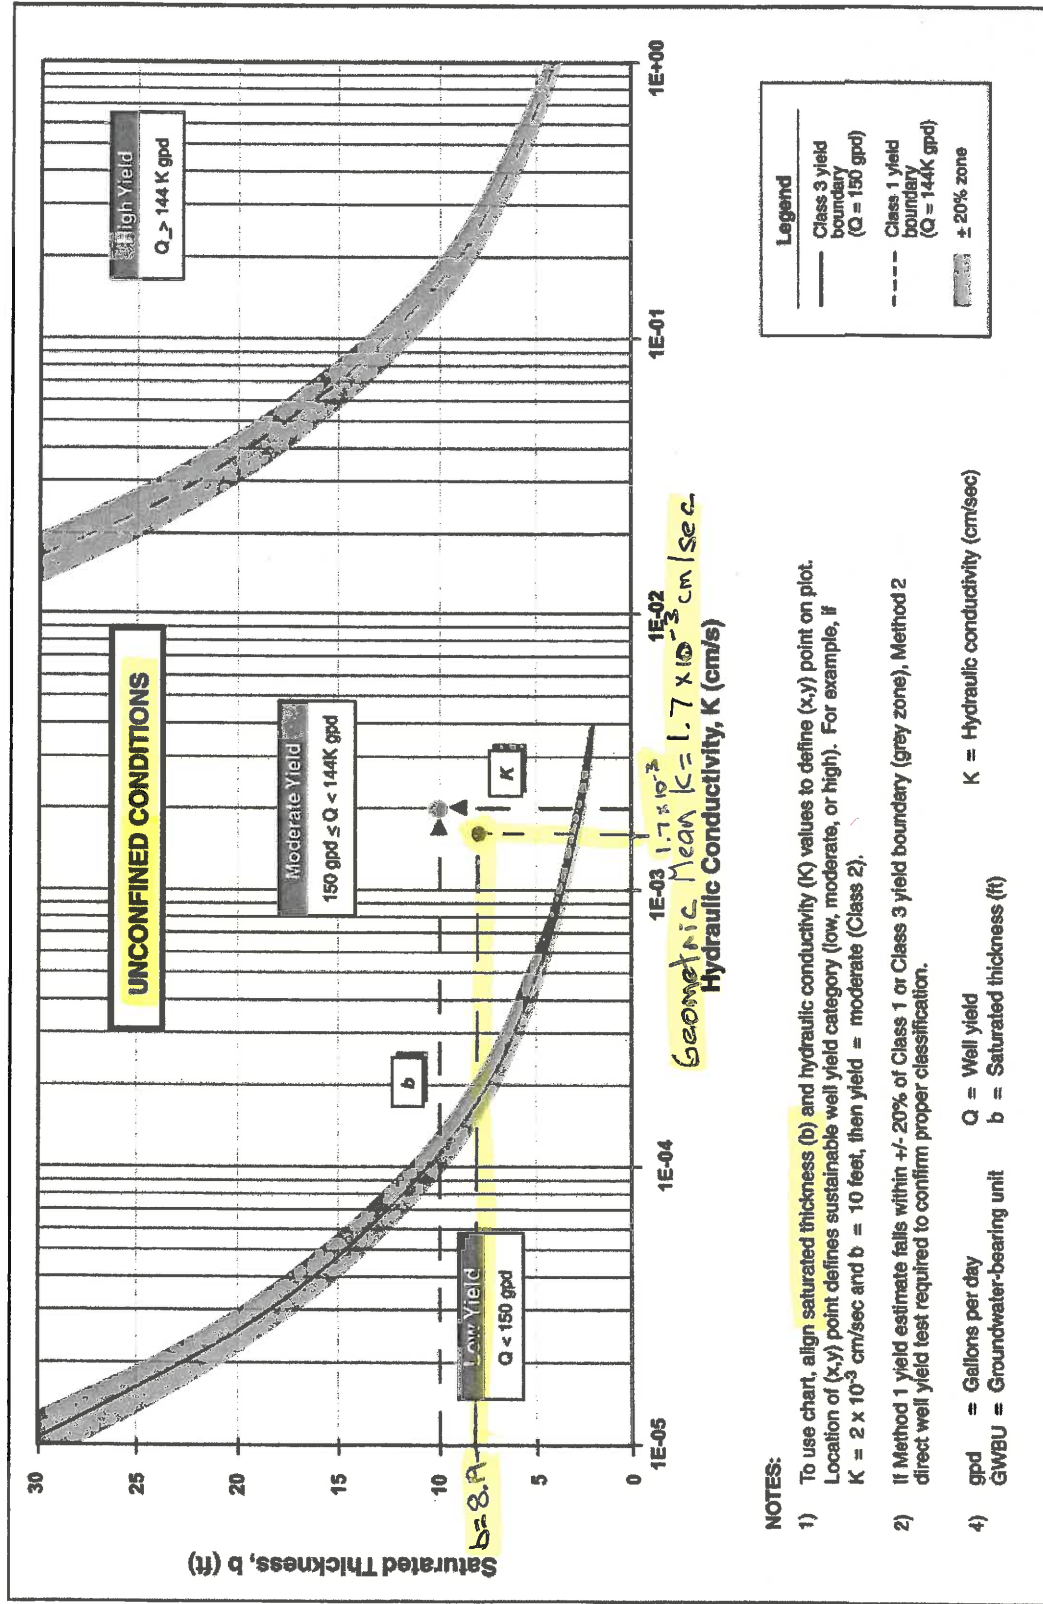 UNCONFINED CONDITIONS
High Yield
Q ≥ 144 K gpd
Moderate Yield
150 gpd ≤ Q < 144K gpd
Low Yield
Q < 150 gpd
b
K
Saturated Thickness, b (ft)
30
25
20
15
10
5
0
b=8.19
1E-05
1E-04
1E-03
1E-02
1E-01
1E+00
1.7 x 10-3
Geometric Mean K = 1.7 x 10-3 cm/sec
Hydraulic Conductivity, K (cm/s)
NOTES:
1) To use chart, align saturated thickness (b) and hydraulic conductivity (K) values to define (x,y) point on plot.
Location of (x,y) point defines sustainable well yield category (low, moderate, or high). For example, if
K = 2 x 10-3 cm/sec and b = 10 feet, then yield = moderate (Class 2).
2) If Method 1 yield estimate falls within +/- 20% of Class 1 or Class 3 yield boundary (grey zone), Method 2
direct well yield test required to confirm proper classification.
4) gpd = Gallons per day Q = Well yield K = Hydraulic conductivity (cm/sec)
GWBU = Groundwater-bearing unit b = Saturated thickness (ft)
Legend
Class 3 yield
boundary
(Q = 150 gpd)
Class 1 yield
boundary
(Q = 144K gpd)
± 20% zone